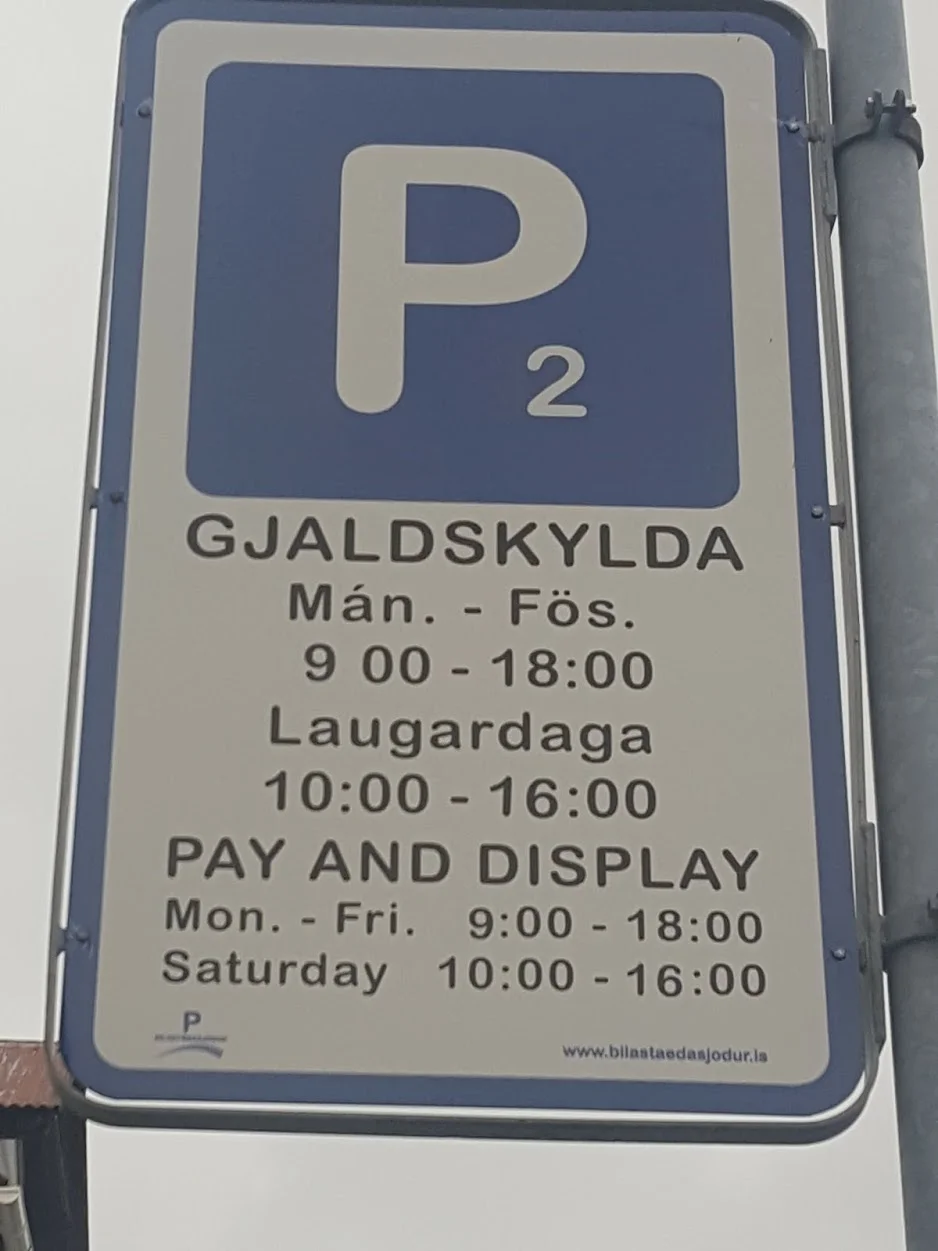 P
2
GJALDSKYLDA
Mán. - Fös.
9 00 - 18:00
Laugardaga
10:00 - 16:00
PAY AND DISPLAY
Mon. - Fri. 9:00 - 18:00
Saturday 10:00 - 16:00
P
www.bilastaedasjodur.is